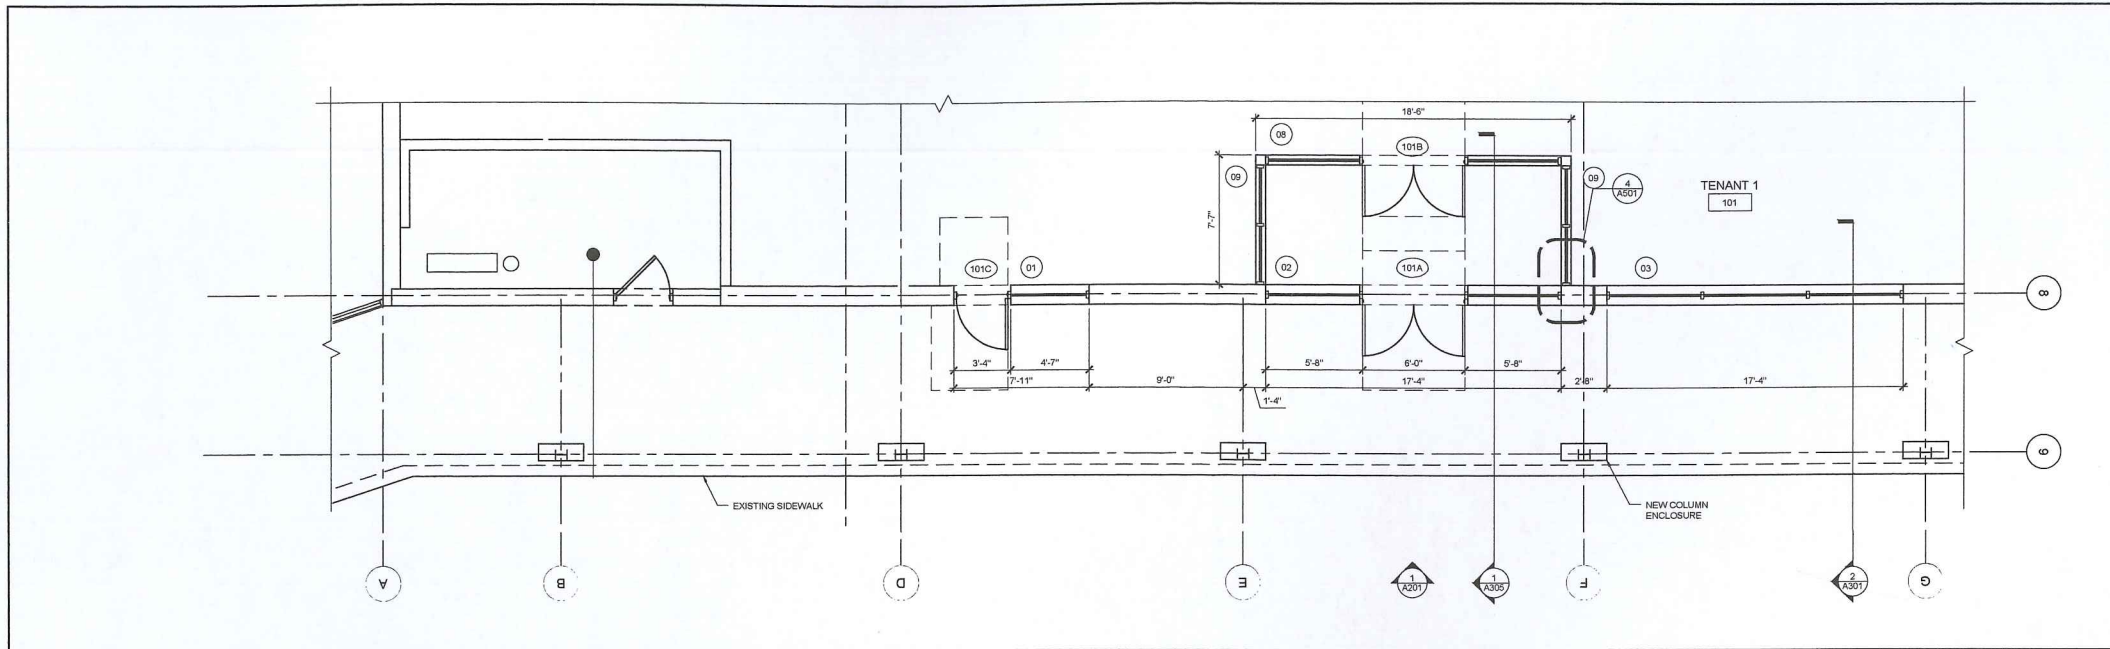 18'-6"
08
101B
09
09
4
A501
TENANT 1
101
7'-7"
101C
01
02
101A
03
8
3'-4"
4'-7"
5'-8"
6'-0"
5'-8"
7'-11"
9'-0"
17'-4"
2'-8"
17'-4"
1'-4"
9
EXISTING SIDEWALK
NEW COLUMN
ENCLOSURE
A
B
D
E
1
A201
1
A305
F
2
A301
G